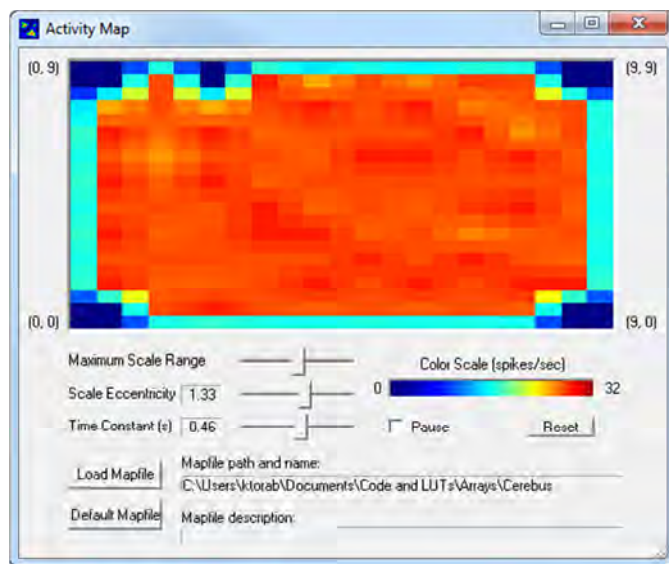 Activity Map
(0, 9)
(9, 9)
(0, 0)
(9, 0)
Maximum Scale Range
Color Scale (spikes/sec)
Scale Eccentricity 1.33
0
32
Time Constant (s) 0.46
Pause
Reset
Load Mapfile
Mapfile path and name:
C:\Users\ktorab\Documents\Code and LUTs\Arrays\Cerebus
Default Mapfile
Mapfile description: